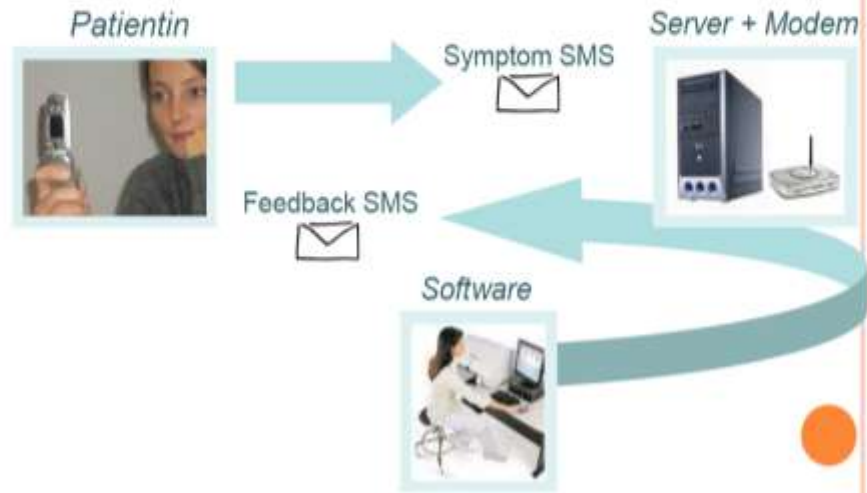 Patientin
Server + Modem
Symptom SMS
Feedback SMS
Software